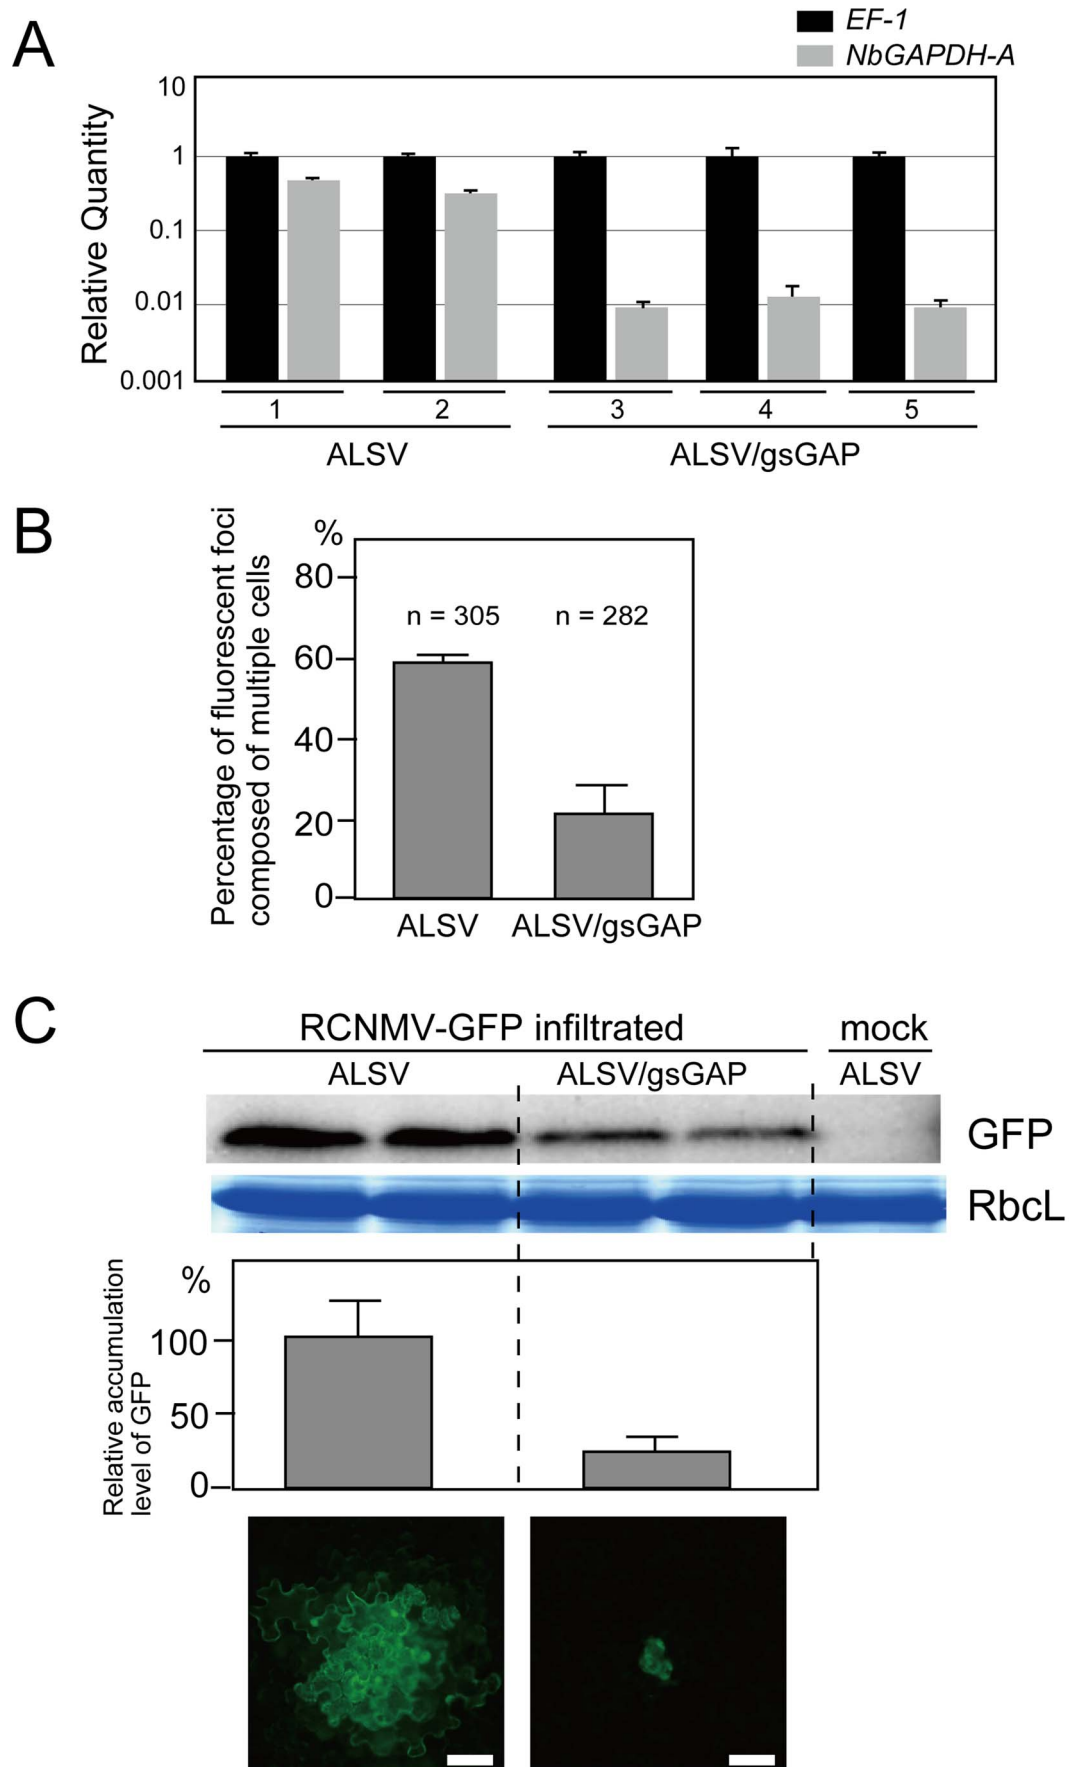 A
EF-1
NbGAPDH-A
Relative Quantity
10
1
0.1
0.01
0.001
1 2 3 4 5
ALSV ALSV/gsGAP
B
Percentage of fluorescent foci
composed of multiple cells
%
80
60
40
20
0
n = 305 n = 282
ALSV ALSV/gsGAP
C
RCNMV-GFP infiltrated mock
ALSV ALSV/gsGAP ALSV
GFP
RbcL
Relative accumulation
level of GFP
%
100
50
0